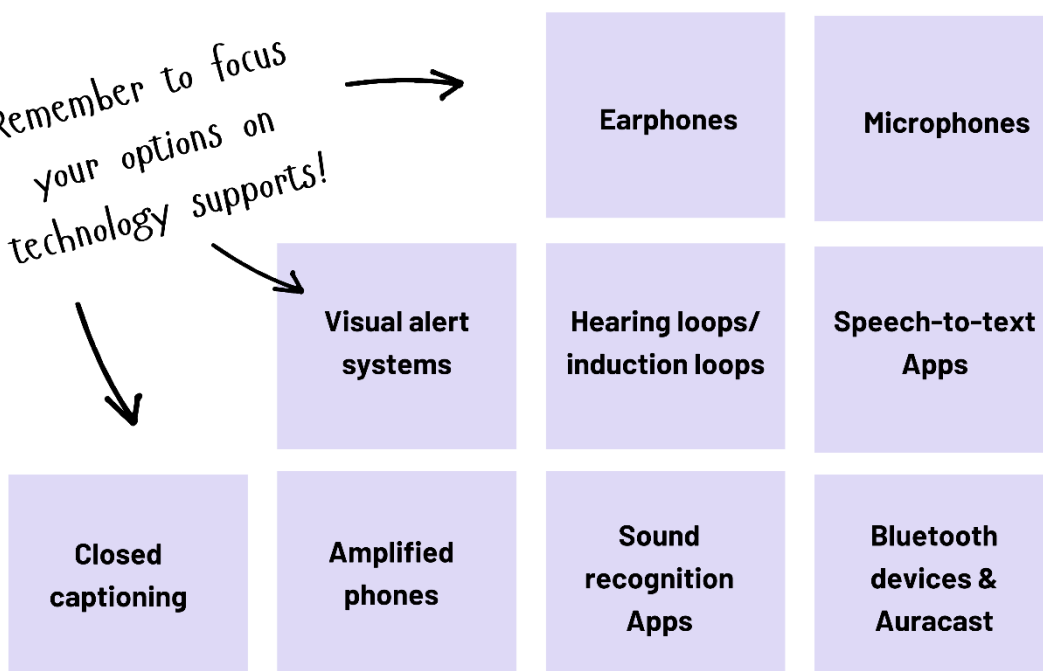 Remember to focus
your options on
technology supports!
Earphones
Microphones
Visual alert
systems
Hearing loops/
induction loops
Speech-to-text
Apps
Closed
captioning
Amplified
phones
Sound
recognition
Apps
Bluetooth
devices &
Auracast